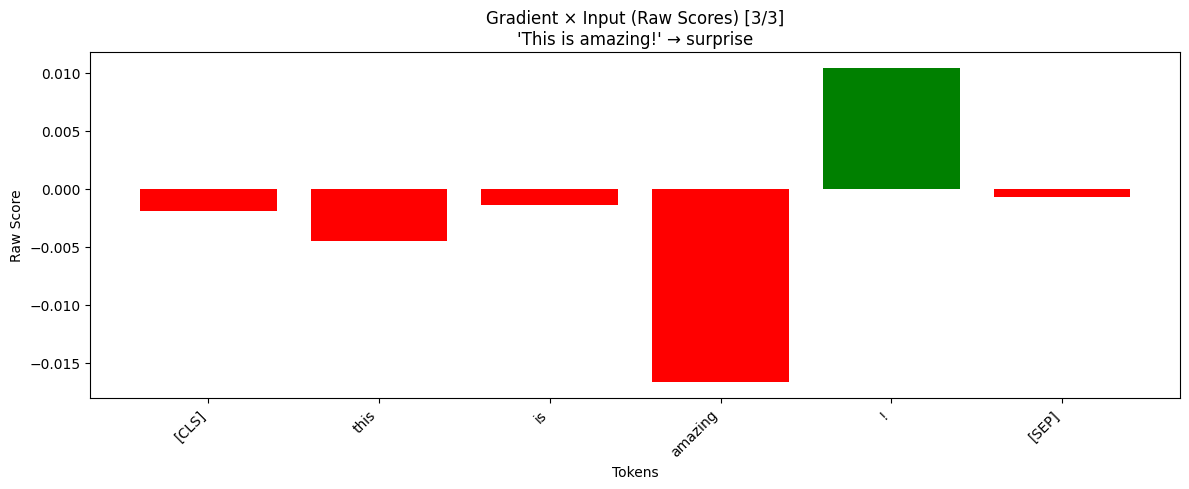 Gradient × Input (Raw Scores) [3/3]
'This is amazing!' → surprise
0.010
0.005
0.000
−0.005
−0.010
−0.015
Raw Score
[CLS]
this
is
amazing
!
[SEP]
Tokens